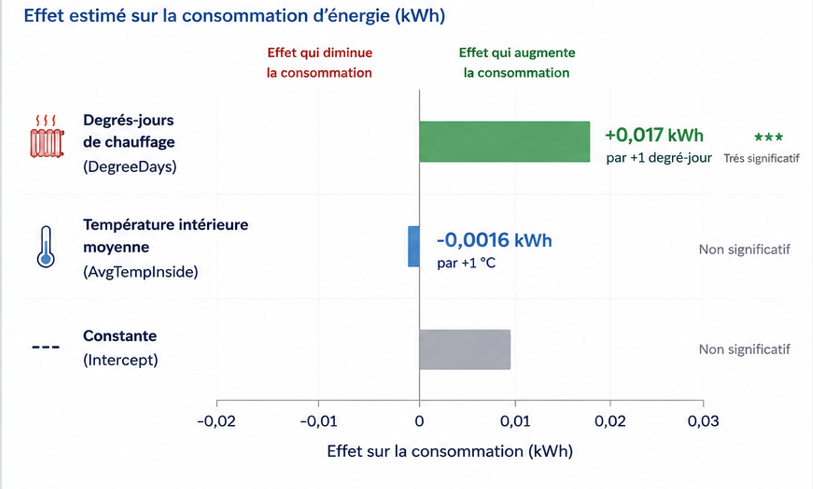 Effet estimé sur la consommation d’énergie (kWh)
Effet qui diminue
la consommation
Effet qui augmente
la consommation
Degrés-jours
de chauffage
(DegreeDays)
+0,017 kWh
par +1 degré-jour
★★★
Très significatif
Température intérieure
moyenne
(AvgTempInside)
-0,0016 kWh
par +1 °C
Non significatif
Constante
(Intercept)
Non significatif
-0,02 -0,01 0 0,01 0,02 0,03
Effet sur la consommation (kWh)